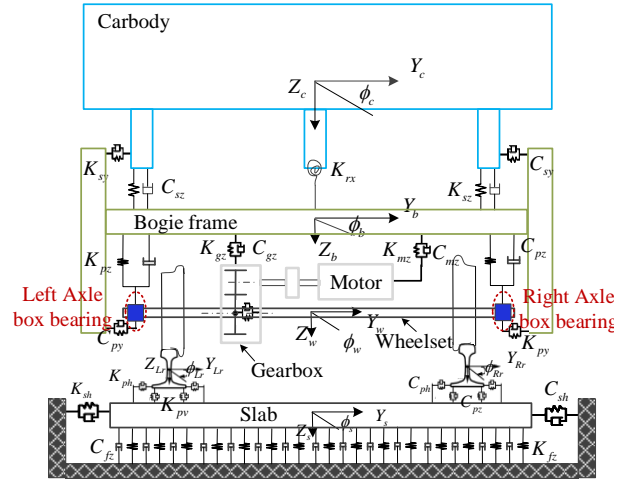 Carbody
Y_c
Z_c
ϕ_c
K_sy
C_sy
K_rx
C_sz
K_sz
Y_b
Bogie frame
ϕ_b
Z_b
K_gz
C_gz
K_mz
C_mz
C_pz
K_pz
Motor
Left Axle
box bearing
Right Axle
box bearing
Y_w
Z_w
ϕ_w
Wheelset
C_py
K_py
Gearbox
Z_Lr
Y_Lr
ϕ_Lr
Y_Rr
ϕ_Rr
K_ph
K_pv
C_ph
C_pz
K_sh
C_sh
Slab
Y_s
ϕ_s
Z_s
C_fz
K_fz